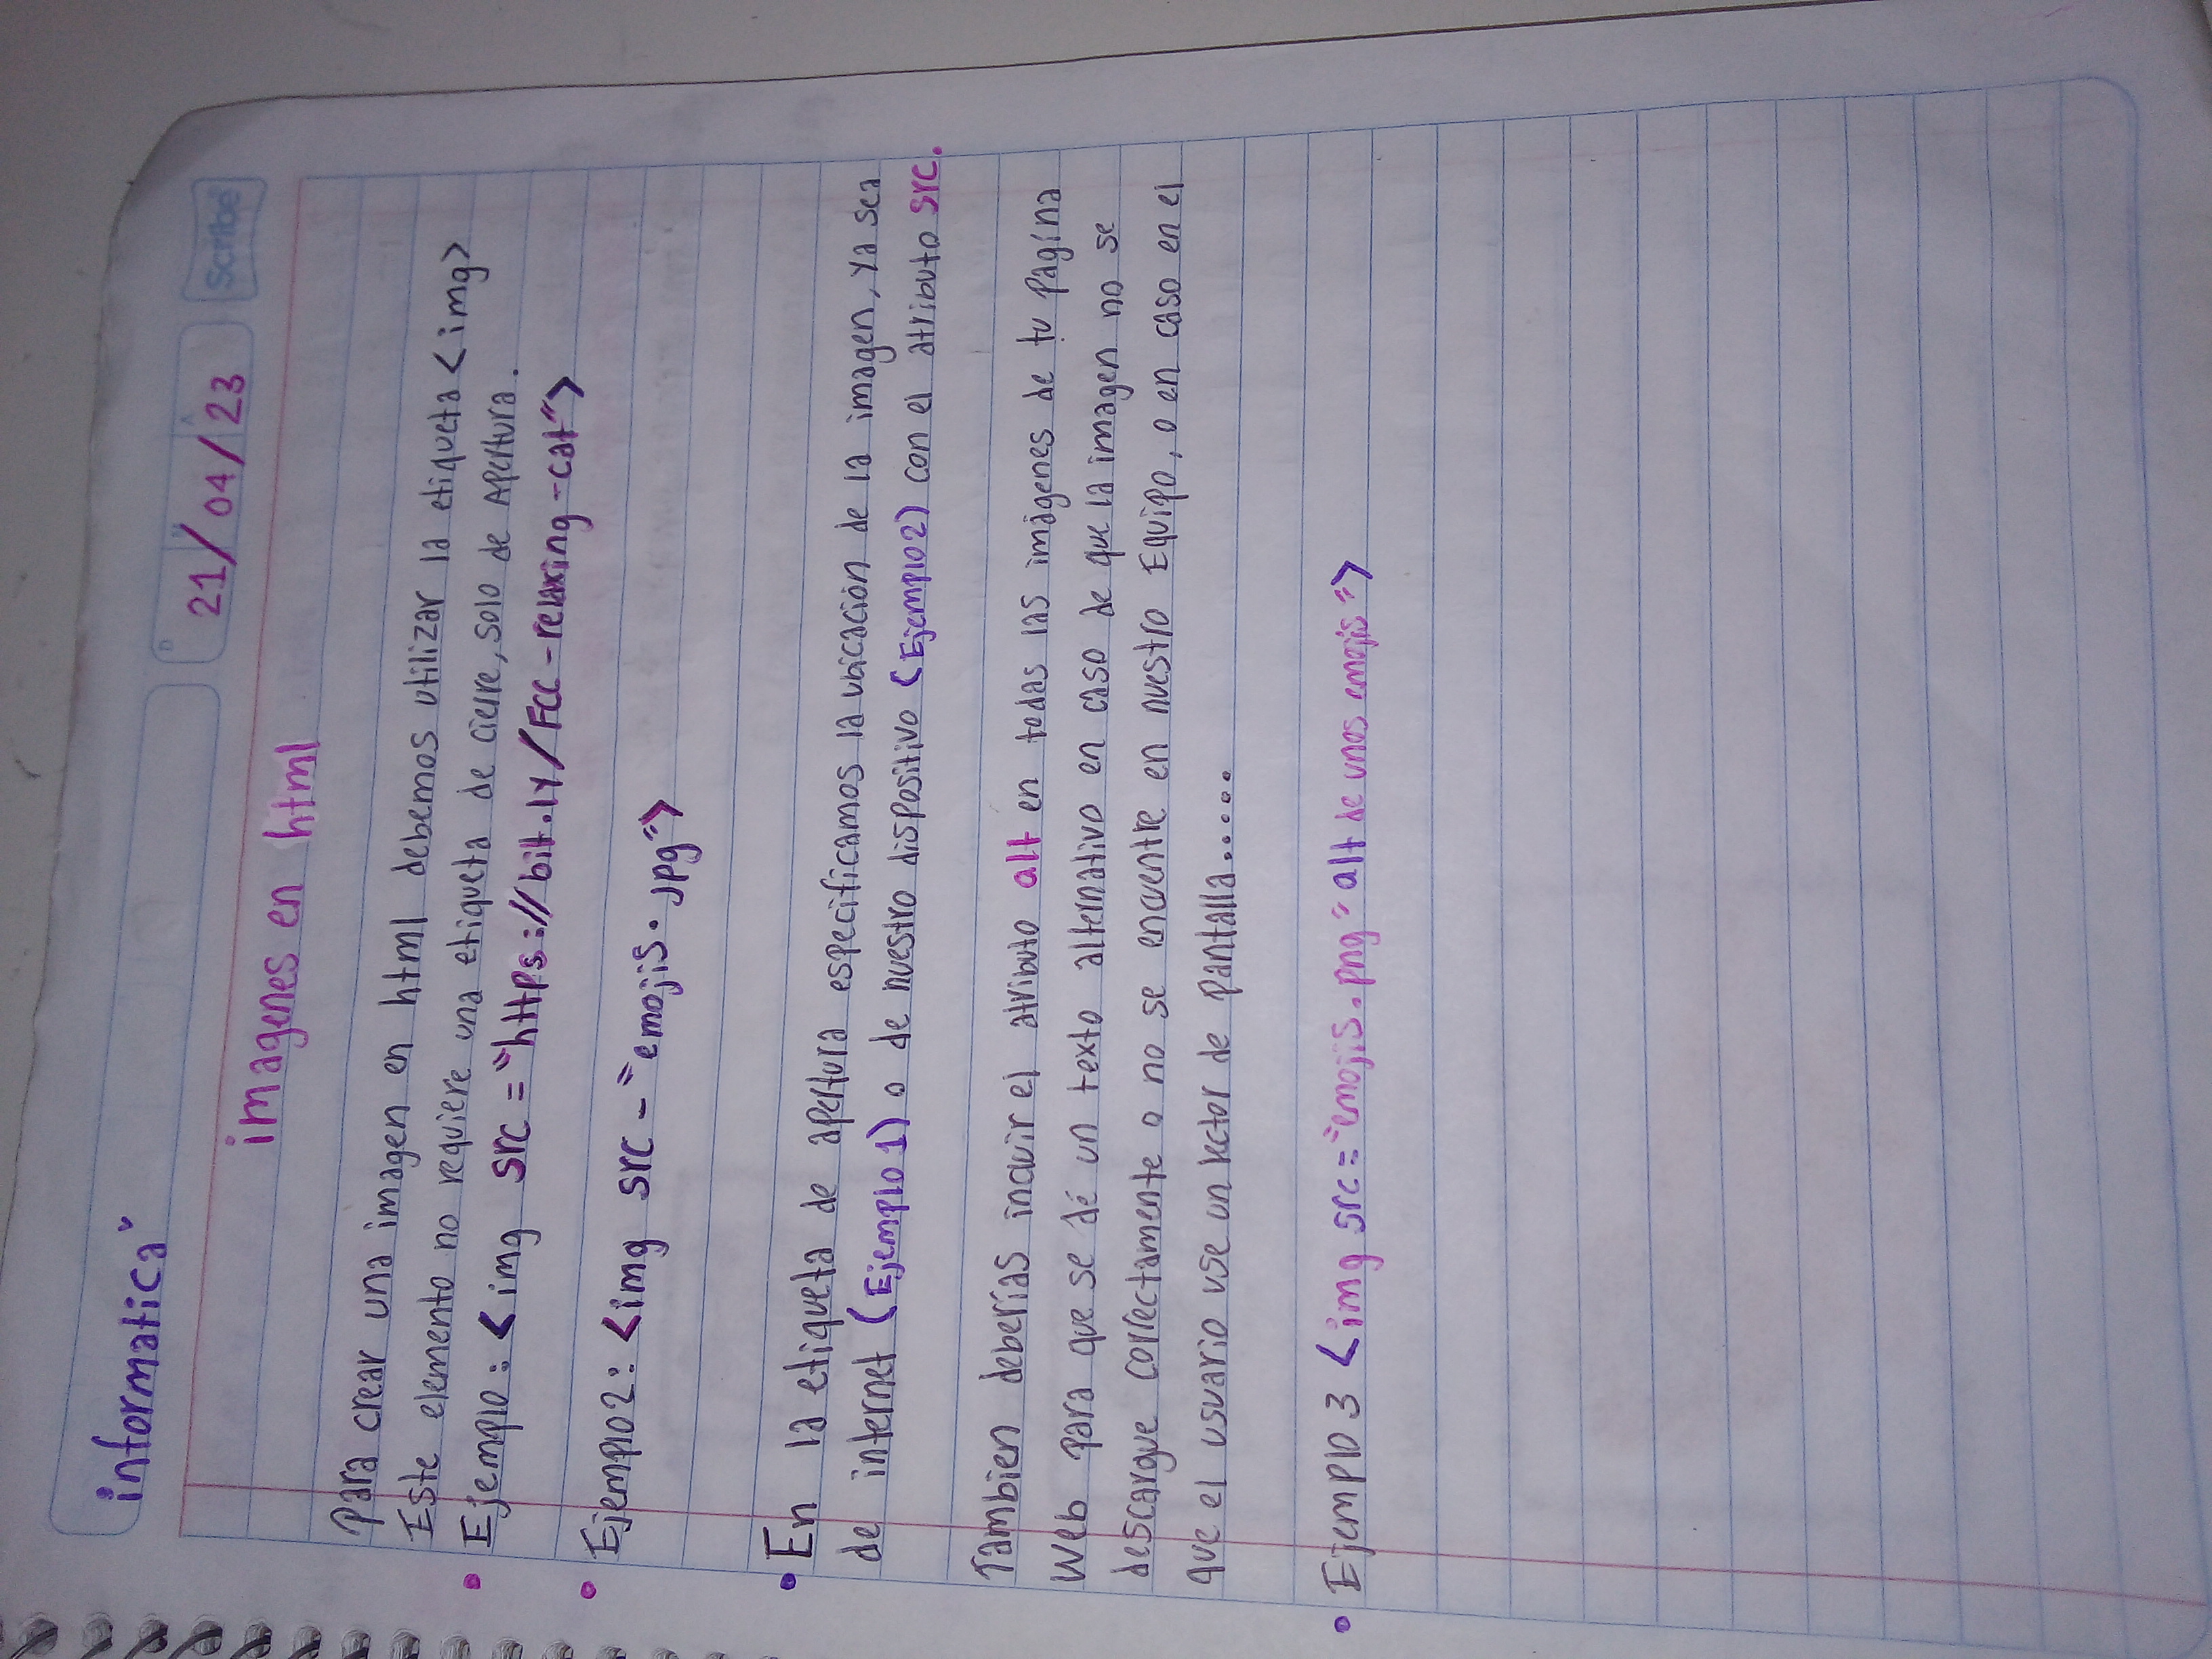 informatica
21/04/23
Scribe
imagenes en html
Para crear una imagen en html debemos utilizar la etiqueta <img>
Este elemento no requiere una etiqueta de cierre, solo de Apertura.
• Ejemplo: <img src="https://bit.ly/FCC-relaxing-cat">
• Ejemplo2: <img src-"emojis.jpg">
• En la etiqueta de apertura especificamos la ubicación de la imagen, ya sea
de internet (Ejemplo 1) o de nuestro dispositivo (Ejemplo2) con el atributo src.
Tambien deberías incluir el atributo alt en todas las imágenes de tu página
Web para que se dé un texto alternativo en caso de que la imagen no se
descargue correctamente o no se encuentre en nuestro Equipo, o en caso en el
que el usuario use un lector de pantalla......
• Ejemplo 3 <img src="emojis.png" alt de unos emojis">